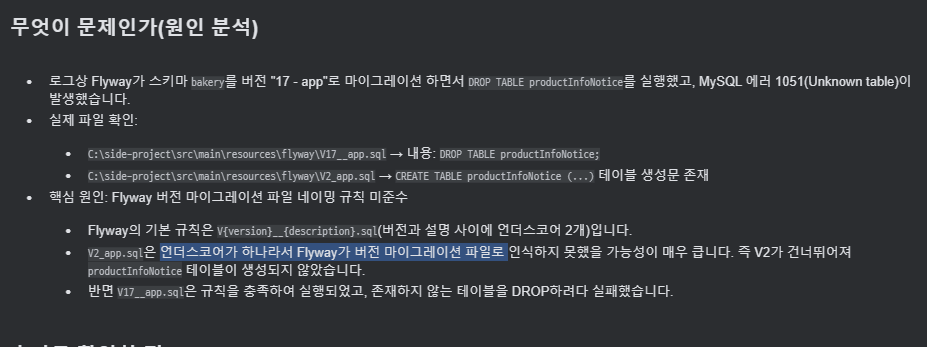 무엇이 문제인가(원인 분석)
로그상 Flyway가 스키마 bakery를 버전 "17 - app"로 마이그레이션 하면서 DROP TABLE productInfoNotice를 실행했고, MySQL 에러 1051(Unknown table)이
발생했습니다.
실제 파일 확인:
C:\side-project\src\main\resources\flyway\V17__app.sql → 내용: DROP TABLE productInfoNotice;
C:\side-project\src\main\resources\flyway\V2_app.sql → CREATE TABLE productInfoNotice (...) 테이블 생성문 존재
핵심 원인: Flyway 버전 마이그레이션 파일 네이밍 규칙 미준수
Flyway의 기본 규칙은 V{version}__{description}.sql(버전과 설명 사이에 언더스코어 2개)입니다.
V2_app.sql은 언더스코어가 하나라서 Flyway가 버전 마이그레이션 파일로 인식하지 못했을 가능성이 매우 큽니다. 즉 V2가 건너뛰어져
productInfoNotice 테이블이 생성되지 않았습니다.
반면 V17__app.sql은 규칙을 충족하여 실행되었고, 존재하지 않는 테이블을 DROP하려다 실패했습니다.